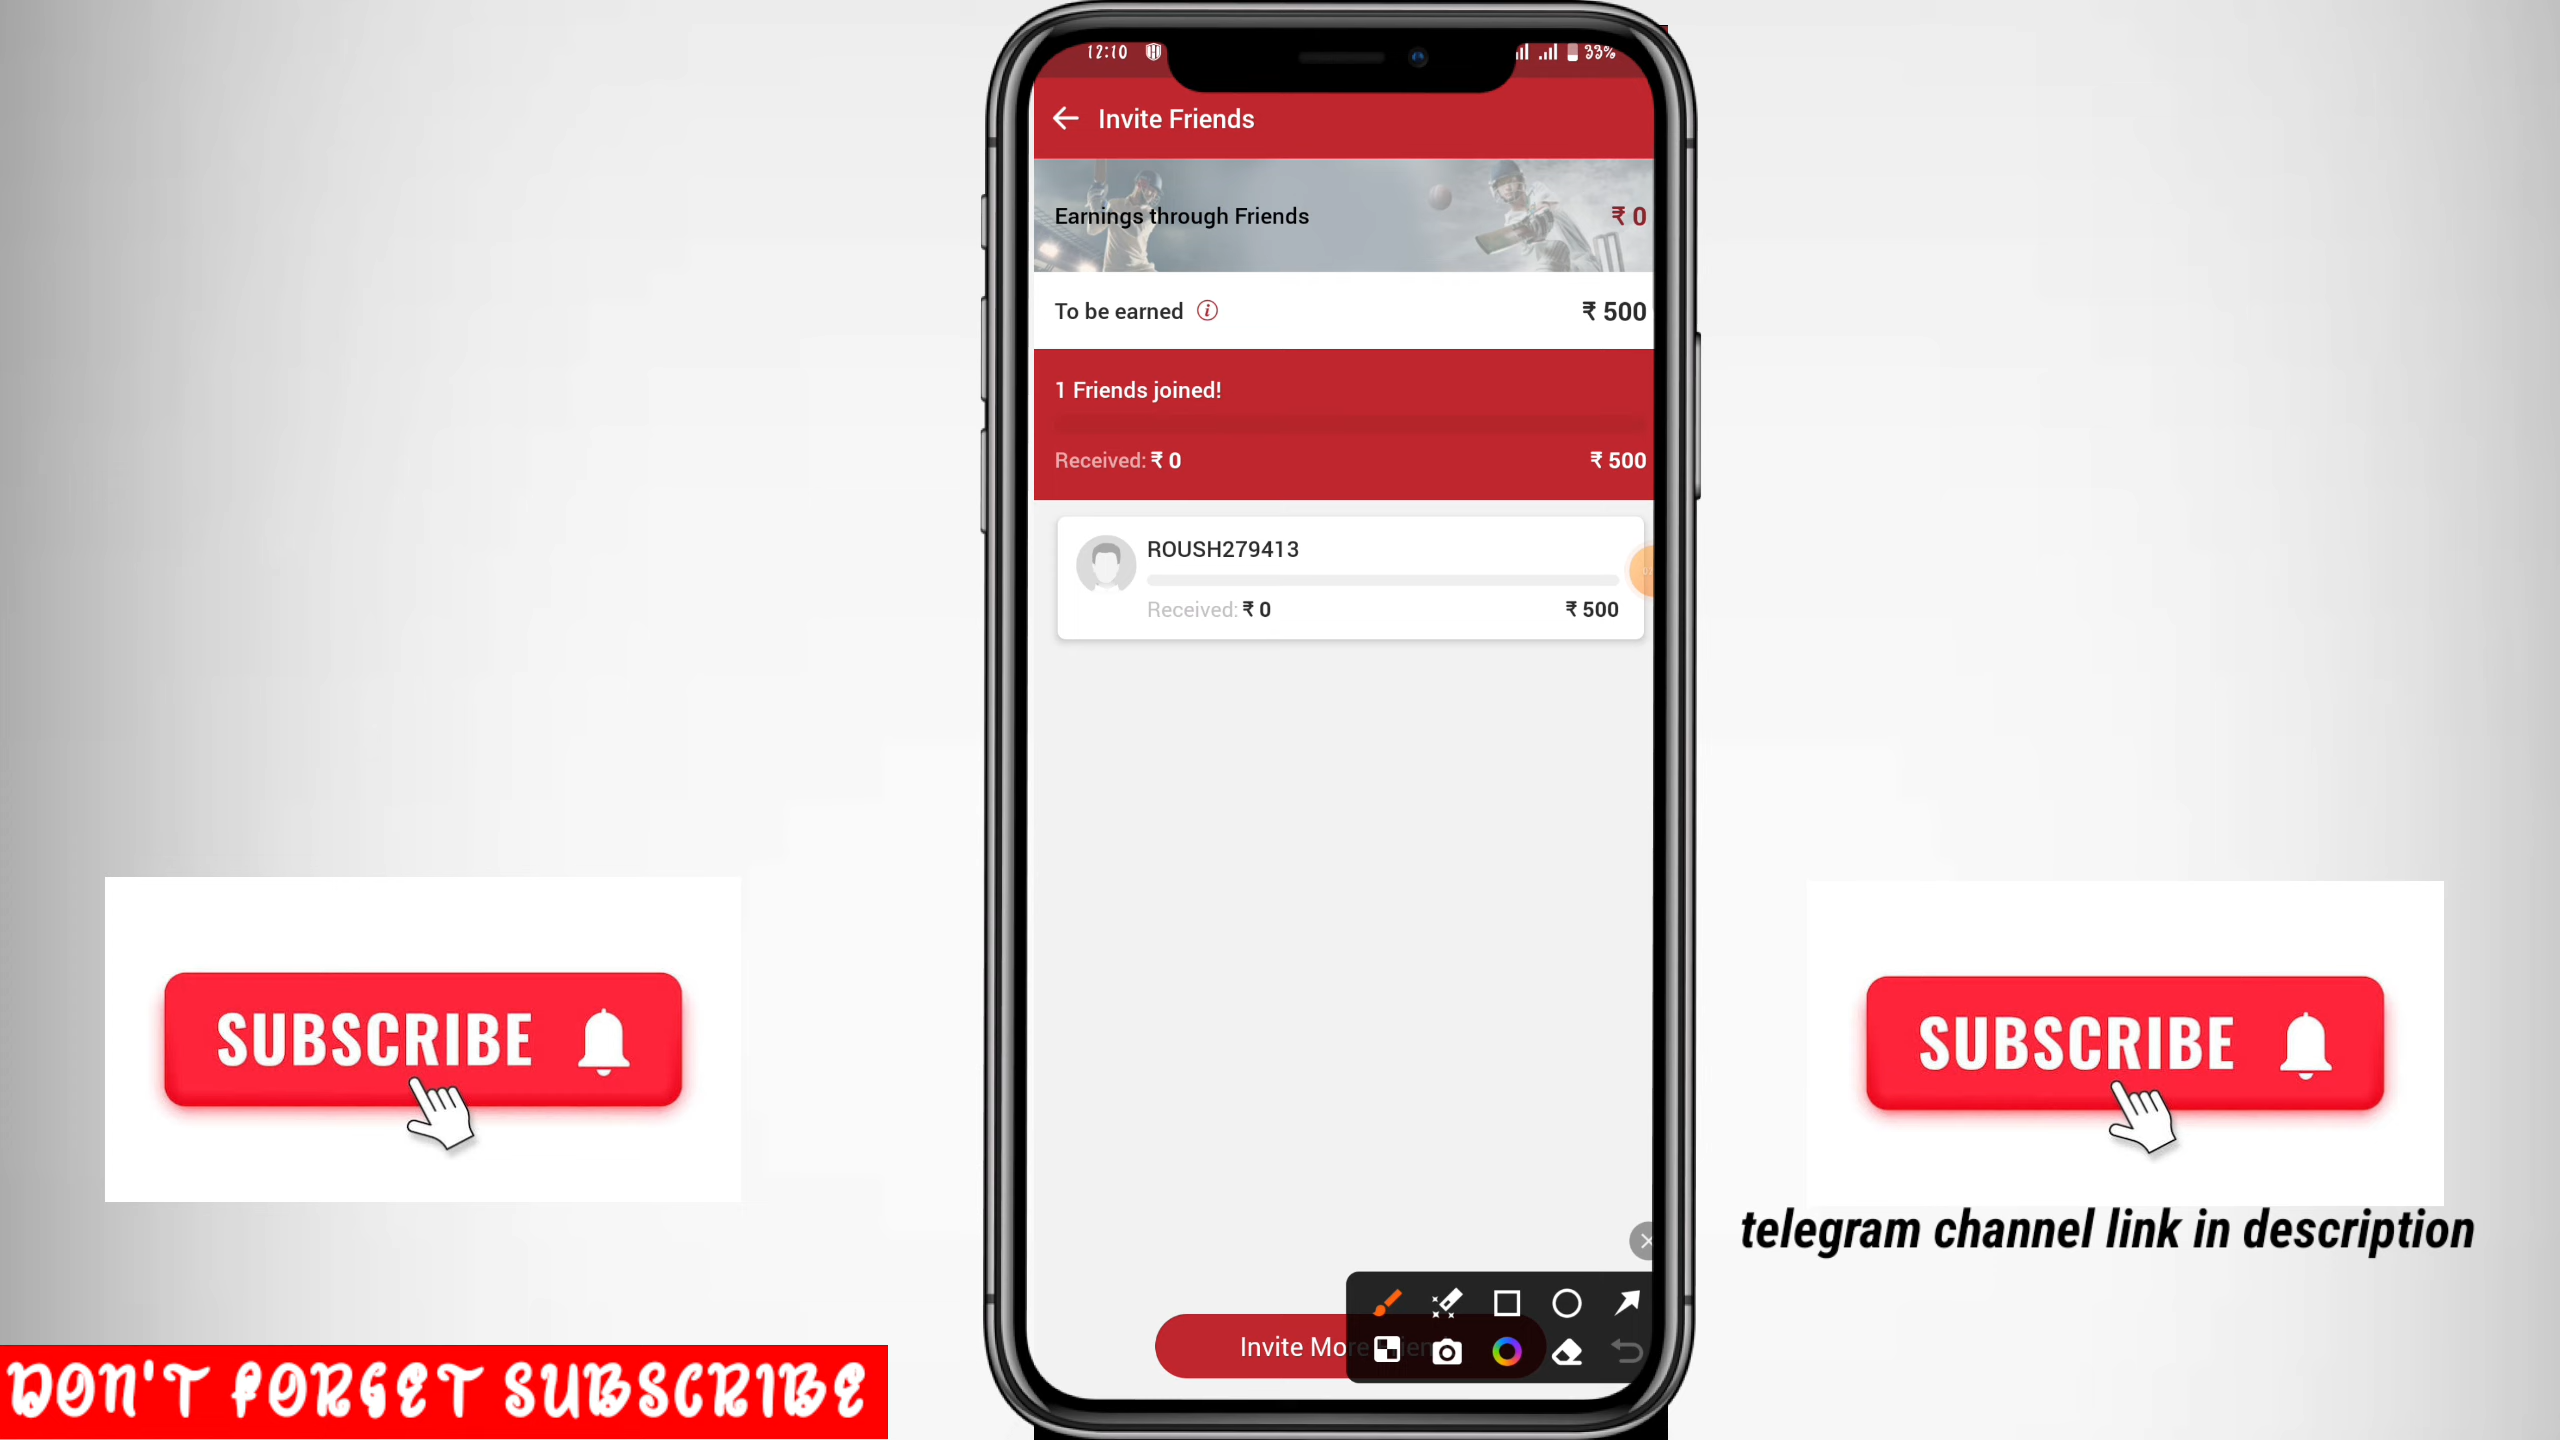 12:10
33%
Invite Friends
Earnings through Friends
₹ 0
To be earned
₹ 500
1 Friends joined!
Received: ₹ 0
₹ 500
ROUSH279413
Received: ₹ 0
₹ 500
SUBSCRIBE
SUBSCRIBE
telegram channel link in description
Invite More
DON'T FORGET SUBSCRIBE